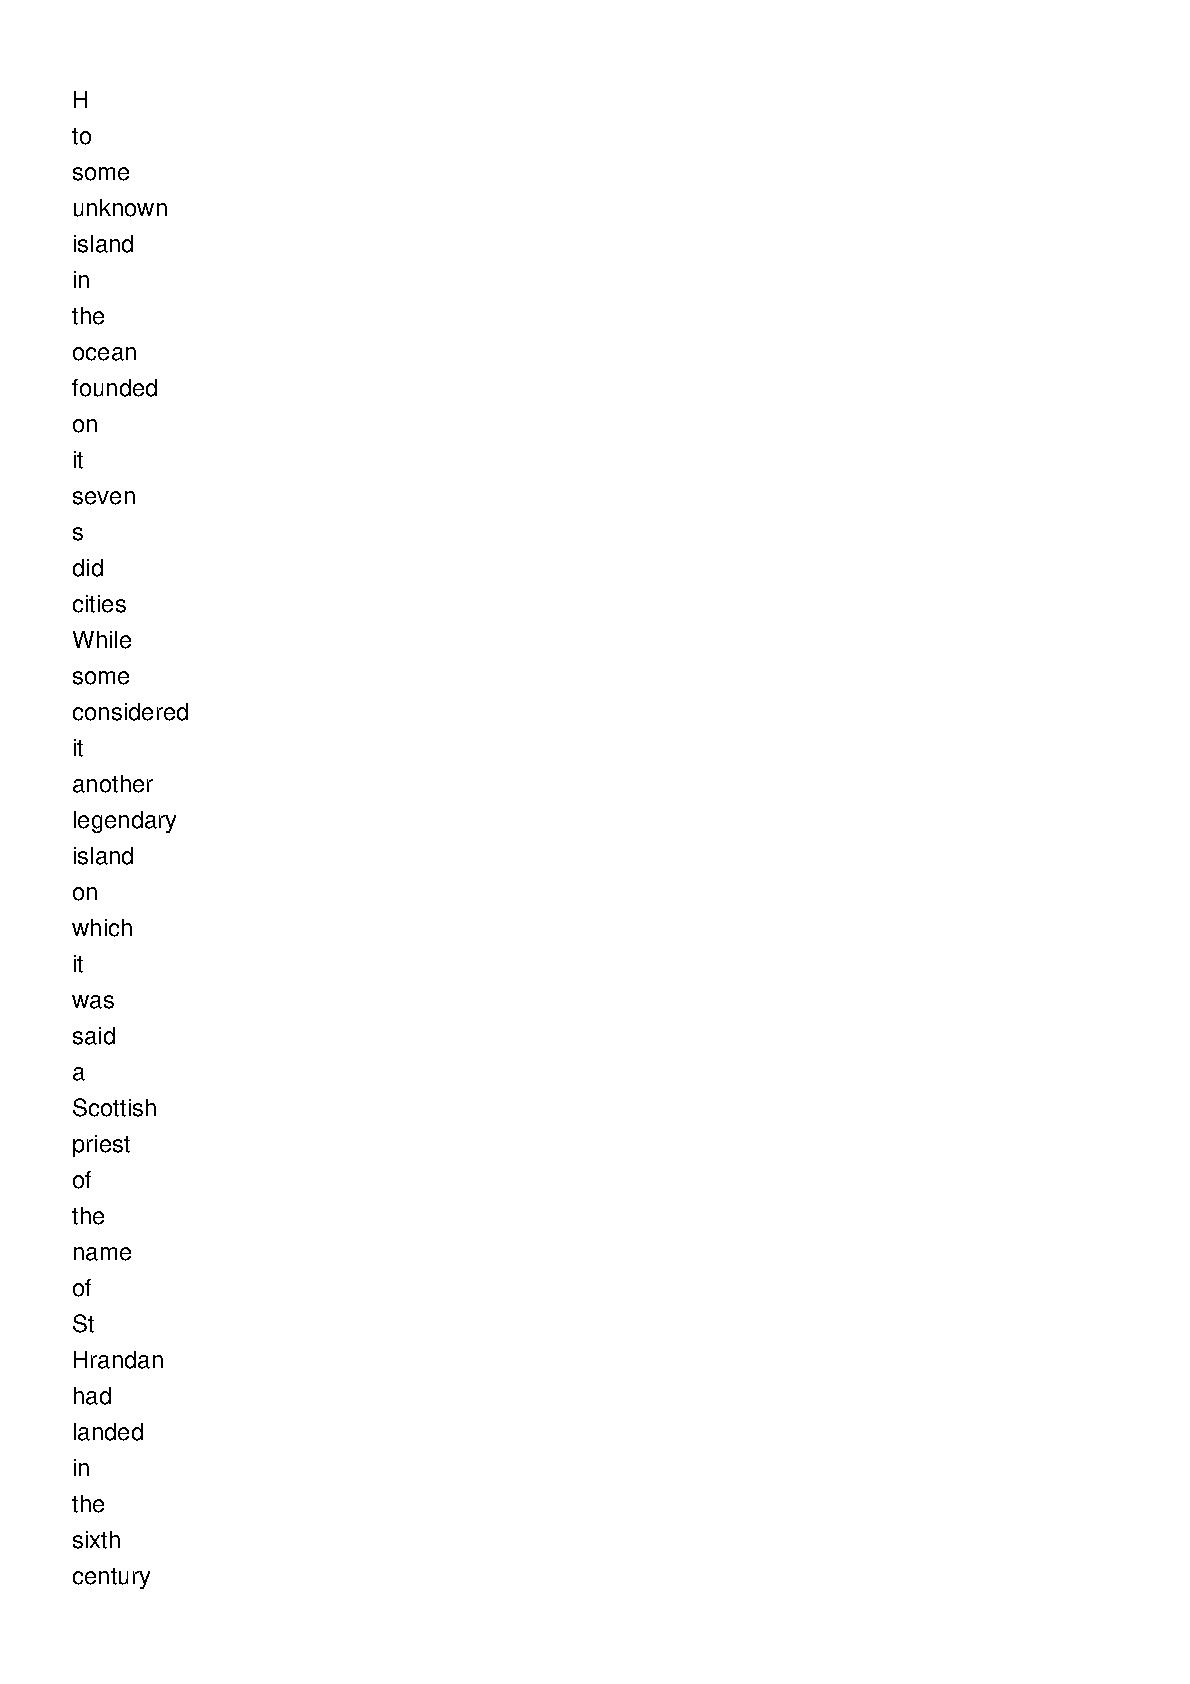 H
to
some
unknown
island
in
the
ocean
founded
on
it
seven
s
did
cities
While
some
considered
it
another
legendary
island
on
which
it
was
said
a
Scottish
priest
of
the
name
of
St
Hrandan
had
landed
in
the
sixth
century